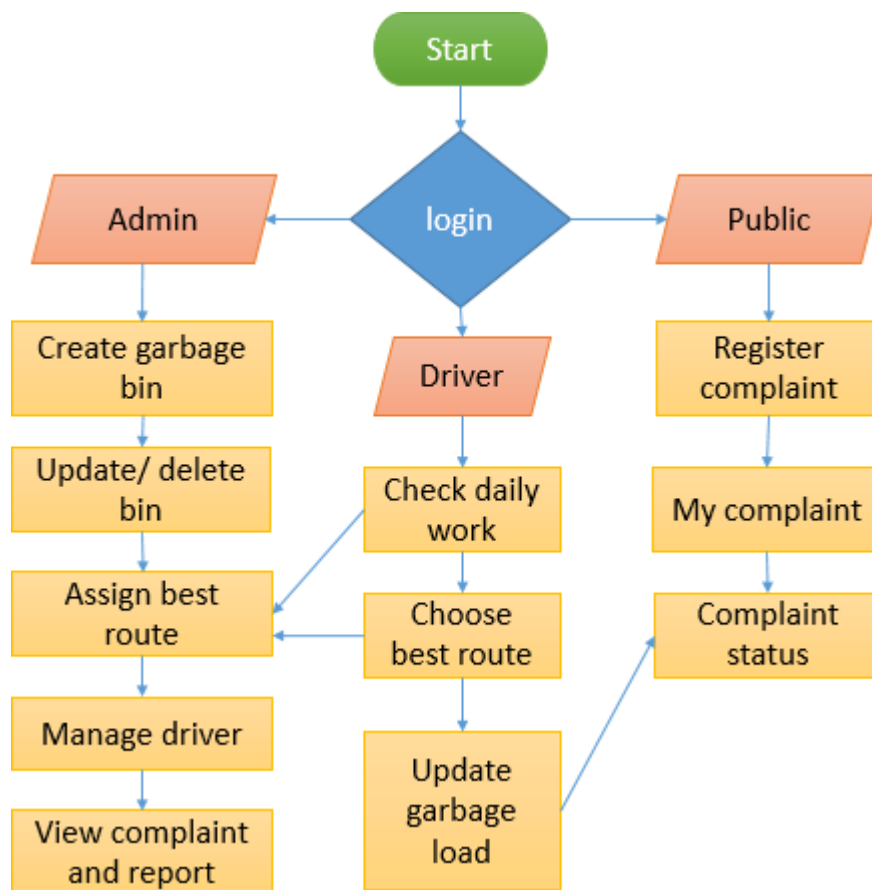 Start
login
Admin
Public
Driver
Create garbage
bin
Update/ delete
bin
Assign best
route
Manage driver
View complaint
and report
Check daily
work
Choose
best route
Update
garbage
load
Register
complaint
My complaint
Complaint
status